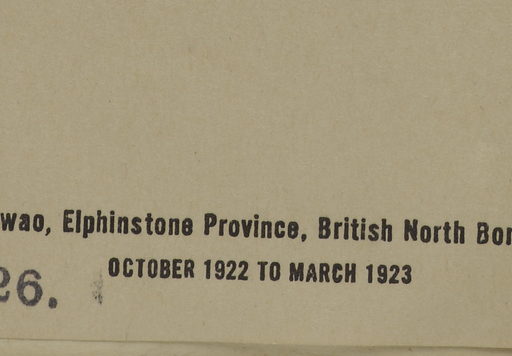 wao, Elphinstone Province, British North Bor
OCTOBER 1922 TO MARCH 1923
26.